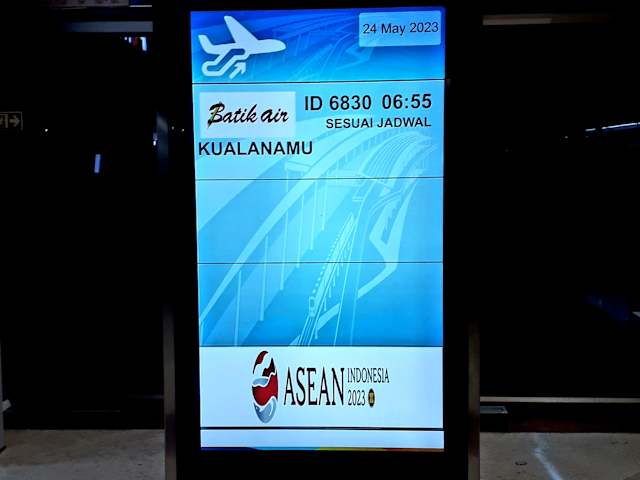 24 May 2023
Batik air
ID 6830 06:55
SESUAI JADWAL
KUALANAMU
ASEAN INDONESIA
2023